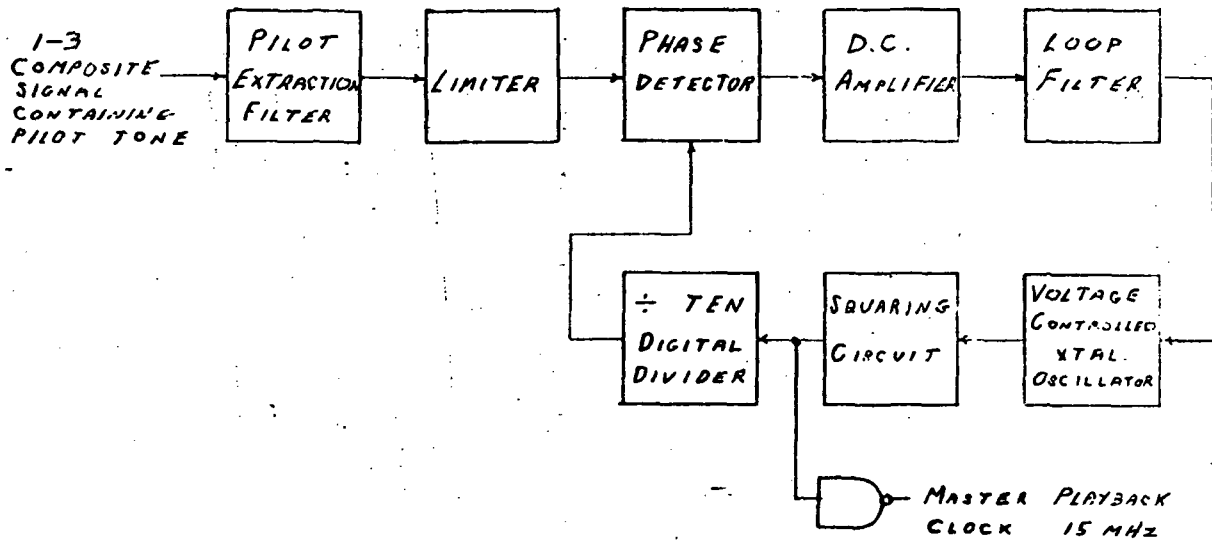 1-3
COMPOSITE
SIGNAL
CONTAINING
PILOT TONE
PILOT
EXTRACTION
FILTER
LIMITER
PHASE
DETECTOR
D.C.
AMPLIFIER
LOOP
FILTER
÷ TEN
DIGITAL
DIVIDER
SQUARING
CIRCUIT
VOLTAGE
CONTROLLED
XTAL.
OSCILLATOR
MASTER PLAYBACK
CLOCK 15 MHZ